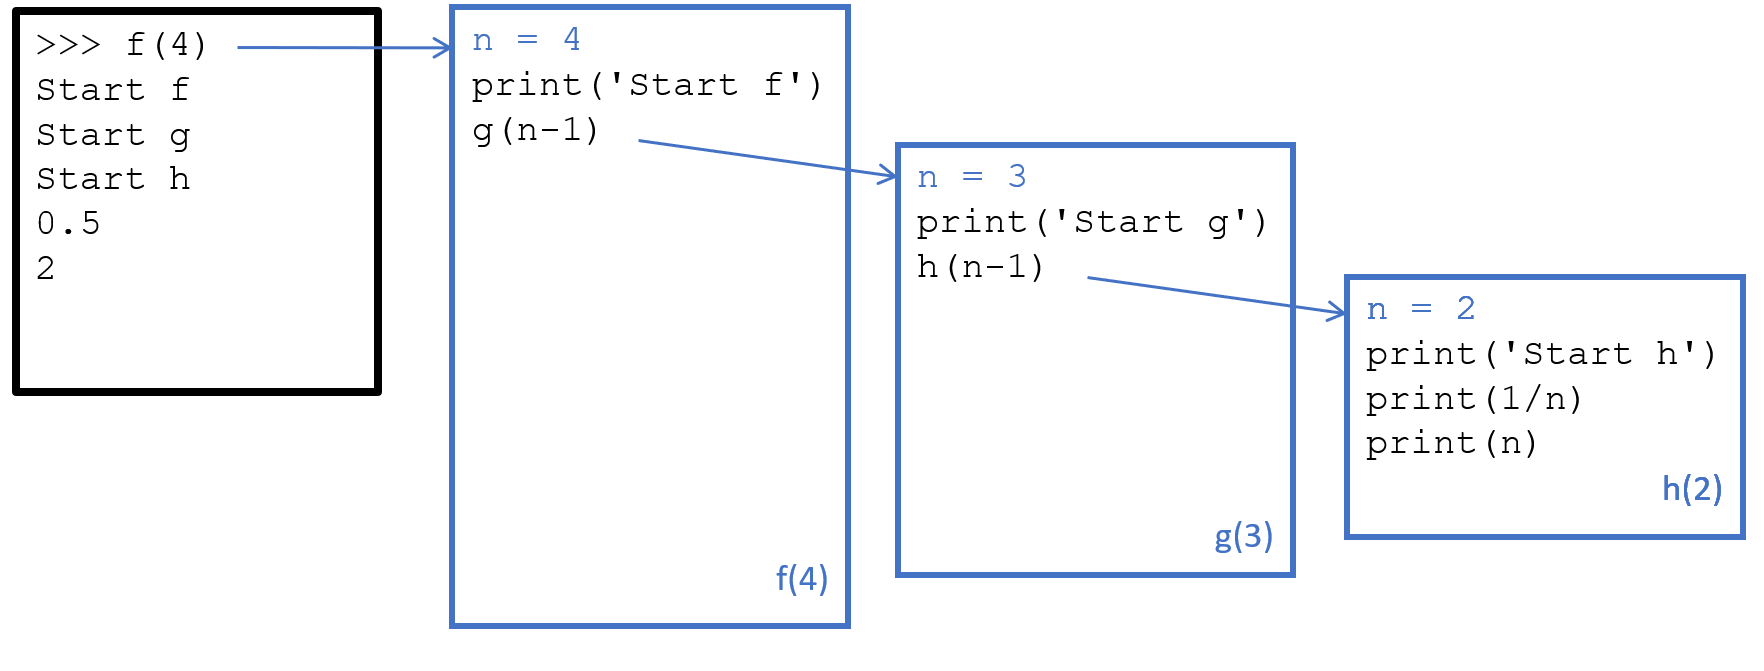 >>> f(4)
Start f
Start g
Start h
0.5
2
n = 4
print('Start f')
g(n-1)
f(4)
n = 3
print('Start g')
h(n-1)
g(3)
n = 2
print('Start h')
print(1/n)
print(n)
h(2)